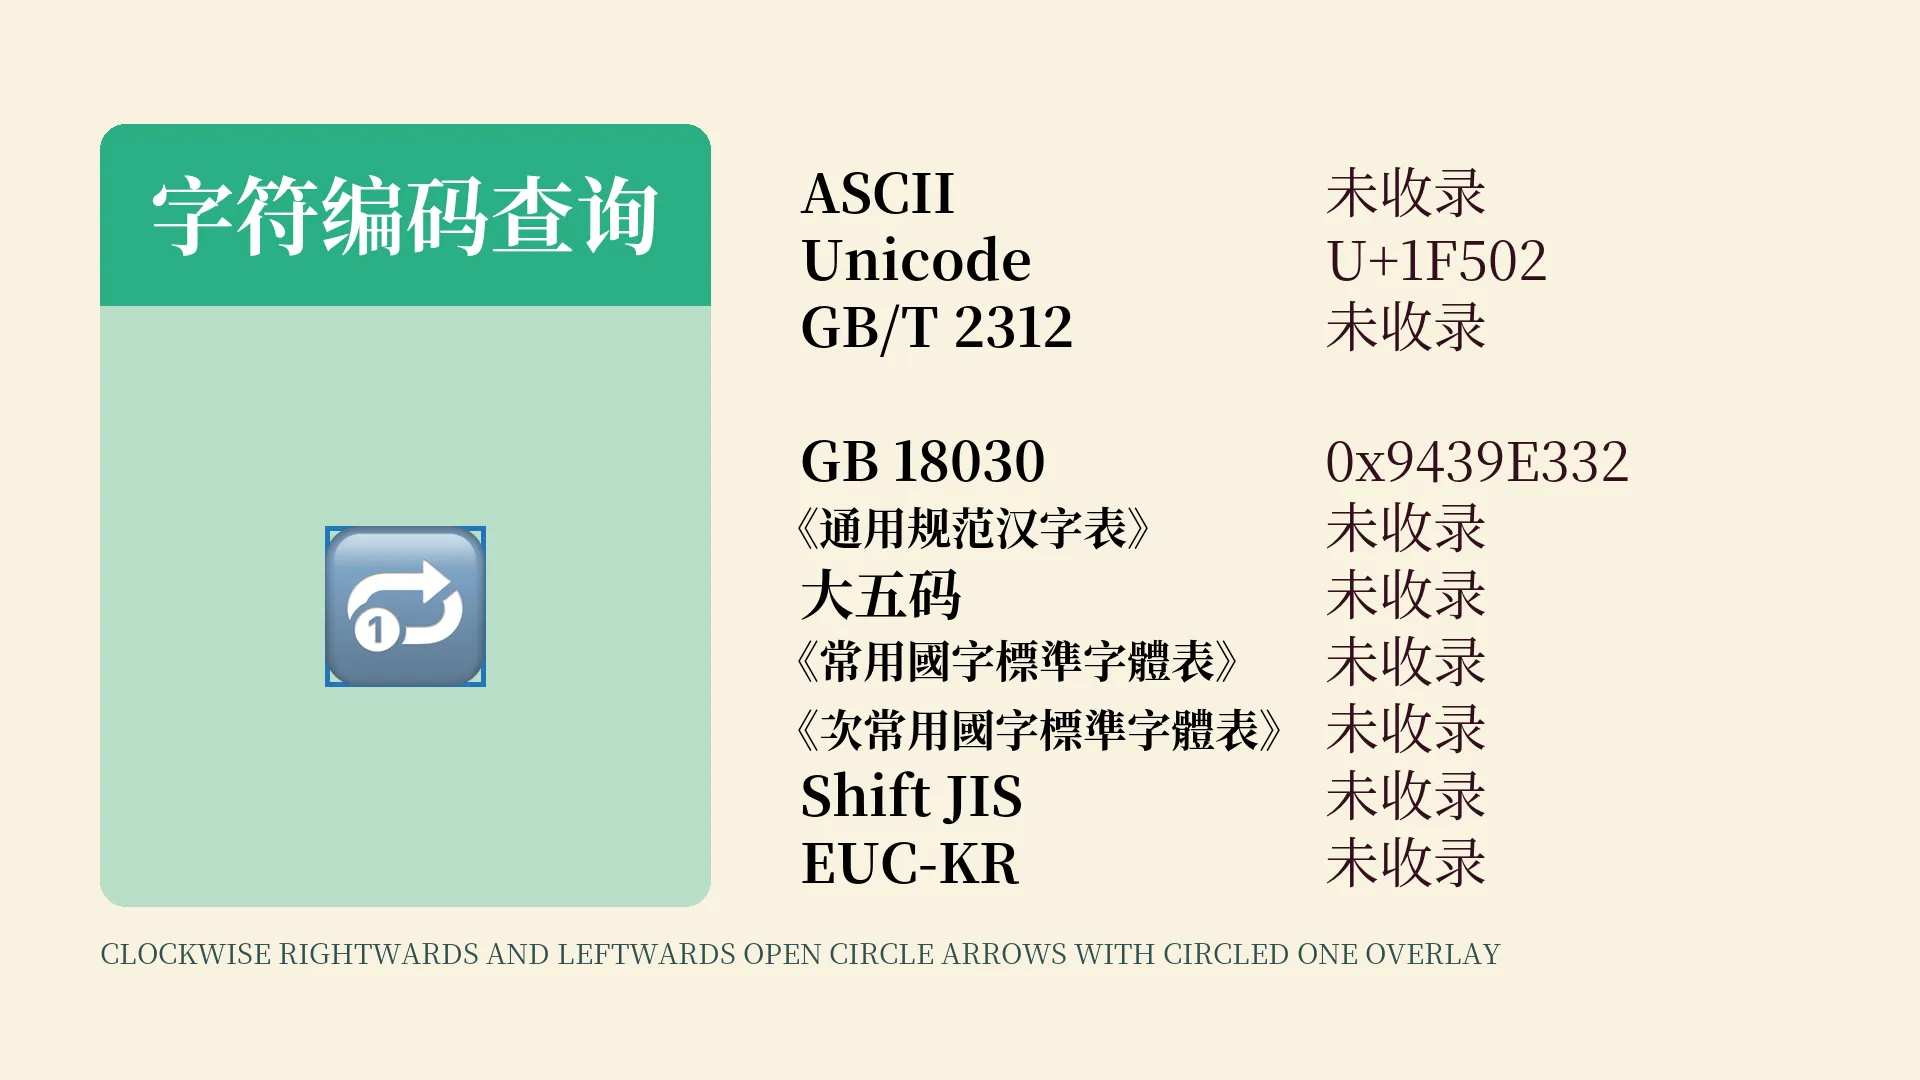 字符编码查询
🔂
ASCII 未收录
Unicode U+1F502
GB/T 2312 未收录
GB 18030 0x9439E332
《通用规范汉字表》 未收录
大五码 未收录
《常用國字標準字體表》 未收录
《次常用國字標準字體表》 未收录
Shift JIS 未收录
EUC-KR 未收录
CLOCKWISE RIGHTWARDS AND LEFTWARDS OPEN CIRCLE ARROWS WITH CIRCLED ONE OVERLAY